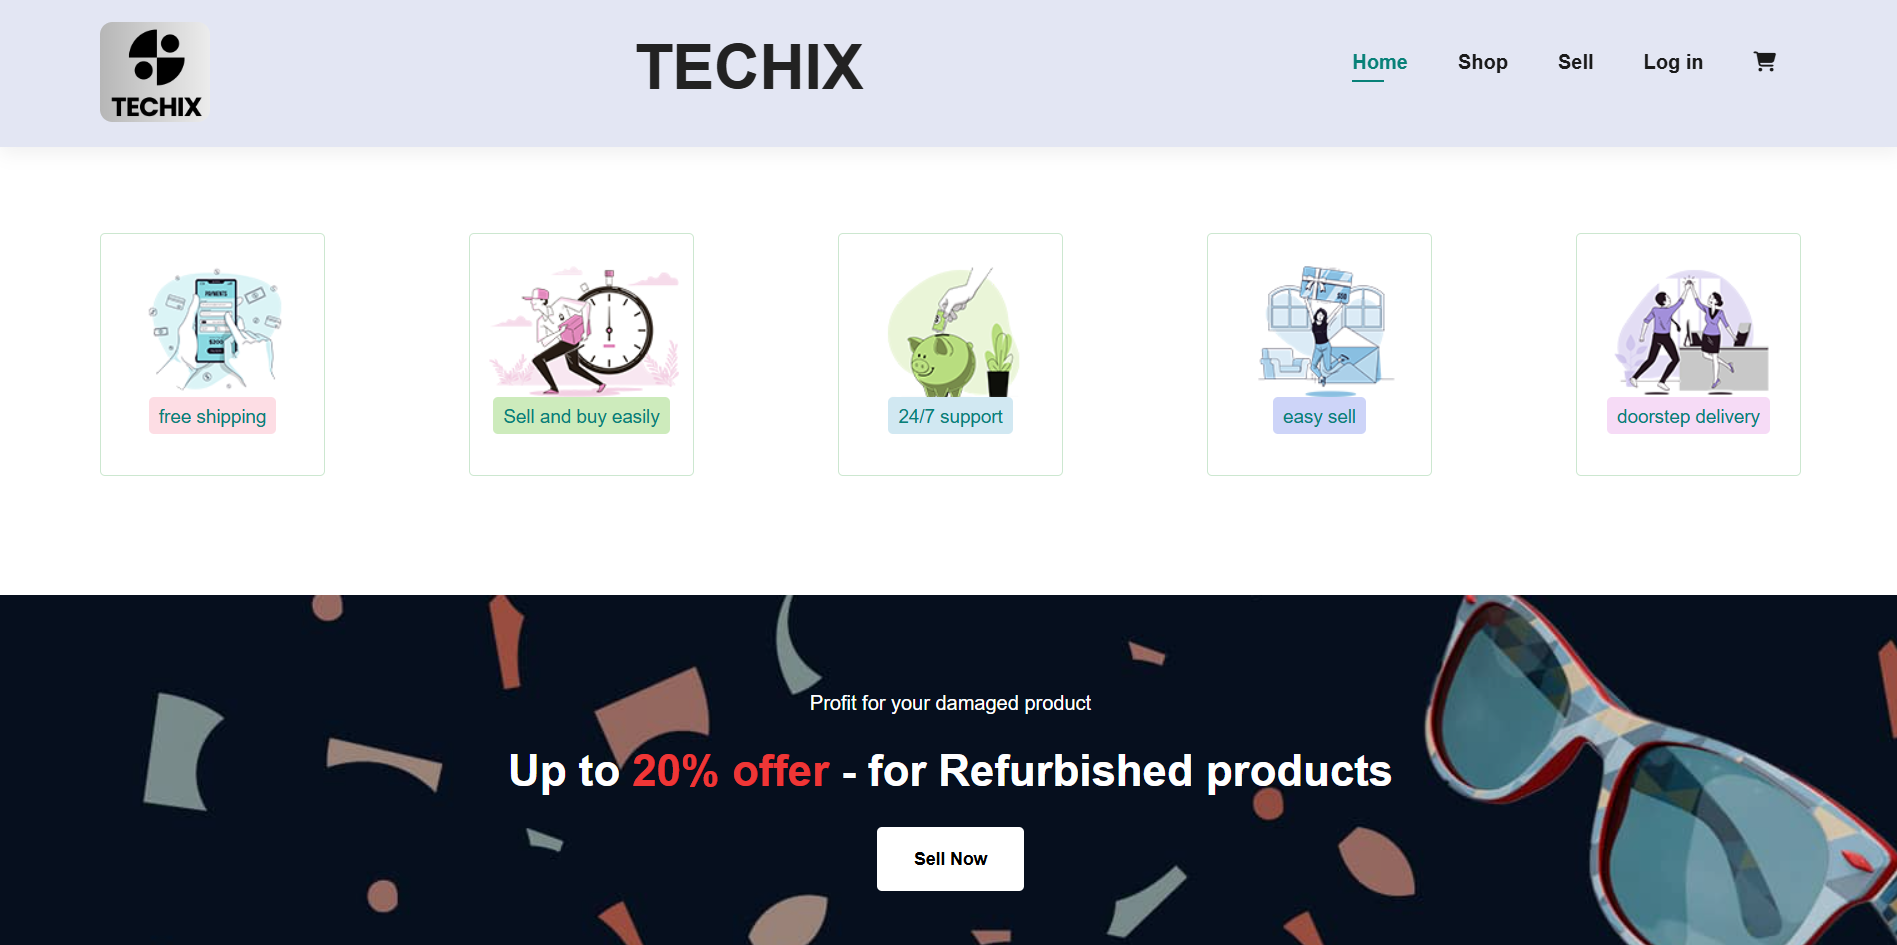 TECHIX
TECHIX
Home
Shop
Sell
Log in
PAYMENTS
$200
free shipping
Sell and buy easily
24/7 support
easy sell
doorstep delivery
Profit for your damaged product
Up to 20% offer - for Refurbished products
Sell Now